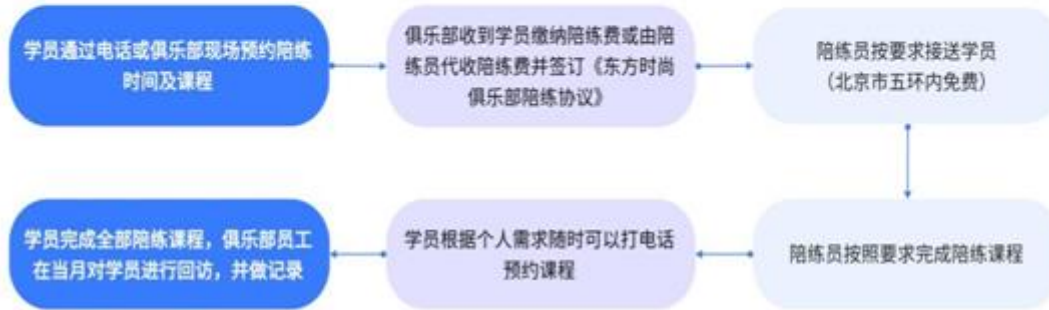 学员通过电话或俱乐部现场预约陪练
时间及课程
俱乐部收到学员缴纳陪练费或由陪
练员代收陪练费并签订《东方时尚
俱乐部陪练协议》
陪练员按要求接送学员
（北京市五环内免费）
陪练员按照要求完成陪练课程
学员根据个人需求随时可以打电话
预约课程
学员完成全部陪练课程，俱乐部员工
在当月对学员进行回访，并做记录